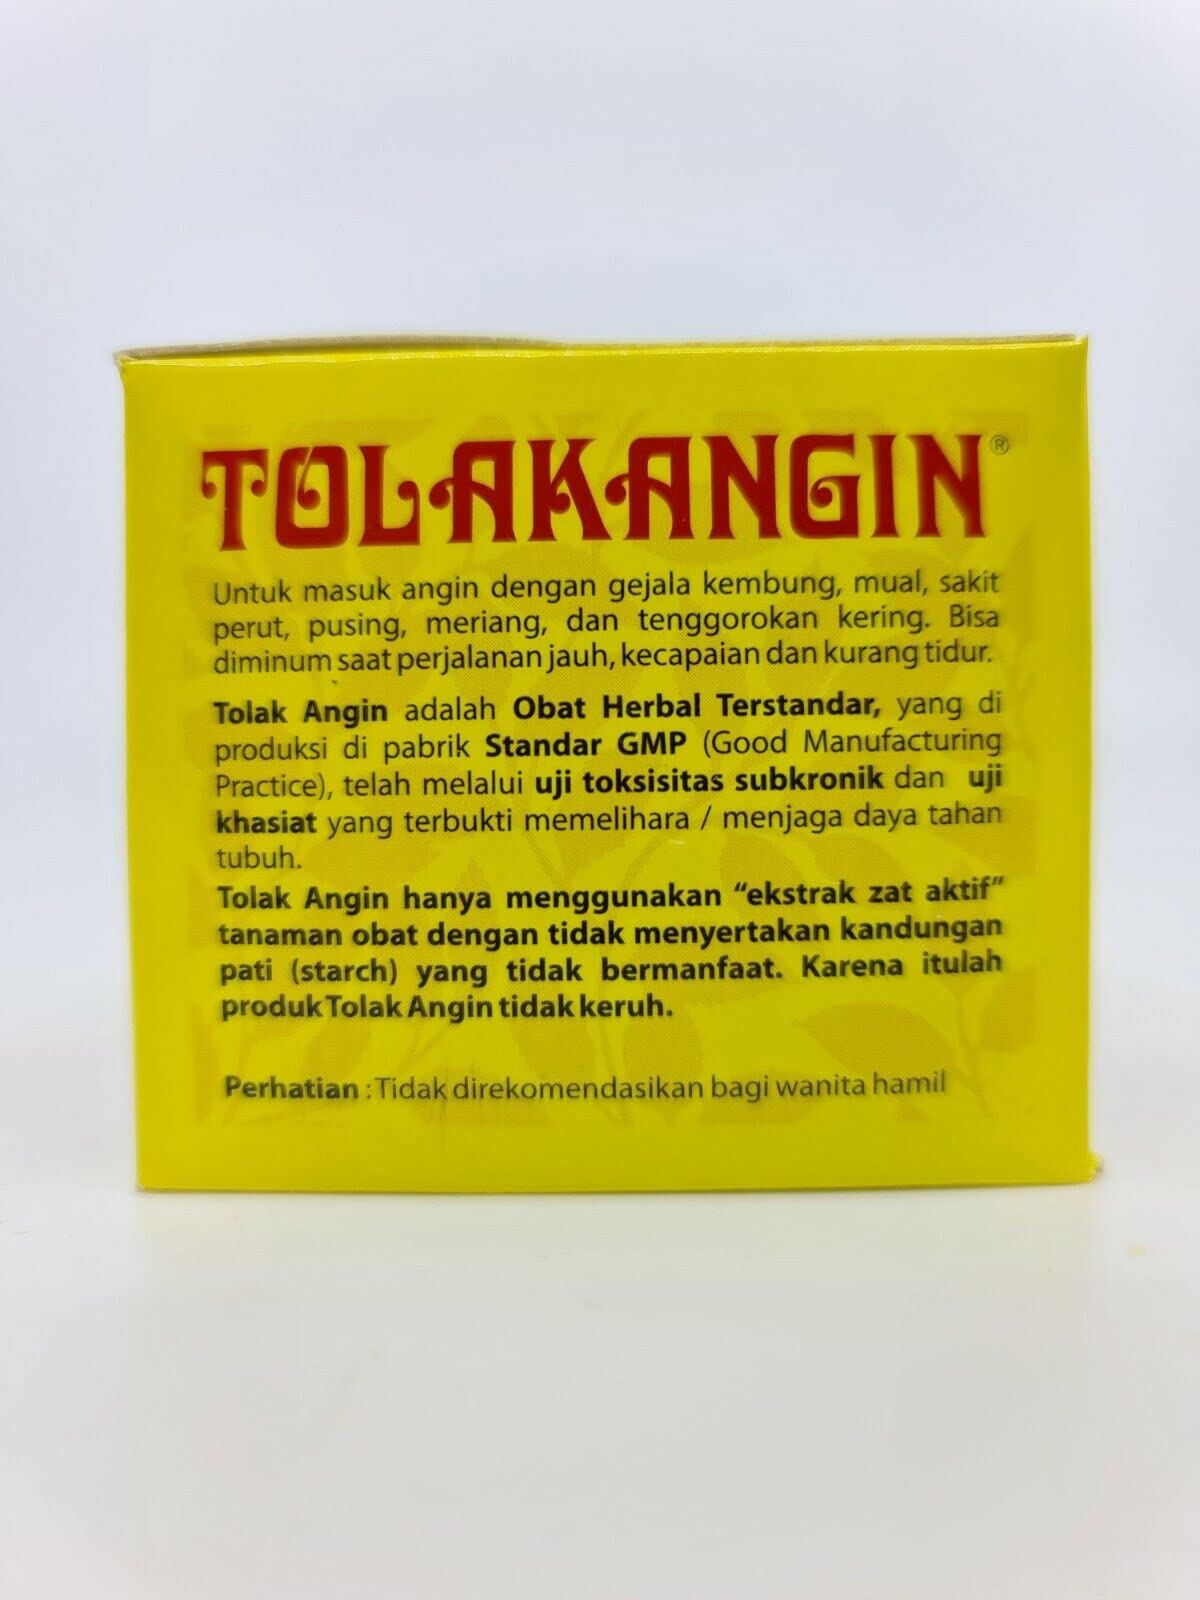 TOLAKANGIN®
Untuk masuk angin dengan gejala kembung, mual, sakit
perut, pusing, meriang, dan tenggorokan kering. Bisa
diminum saat perjalanan jauh, kecapaian dan kurang tidur.
Tolak Angin adalah Obat Herbal Terstandar, yang di
produksi di pabrik Standar GMP (Good Manufacturing
Practice), telah melalui uji toksisitas subkronik dan uji
khasiat yang terbukti memelihara / menjaga daya tahan
tubuh.
Tolak Angin hanya menggunakan “ekstrak zat aktif”
tanaman obat dengan tidak menyertakan kandungan
pati (starch) yang tidak bermanfaat. Karena itulah
produk Tolak Angin tidak keruh.
Perhatian : Tidak direkomendasikan bagi wanita hamil